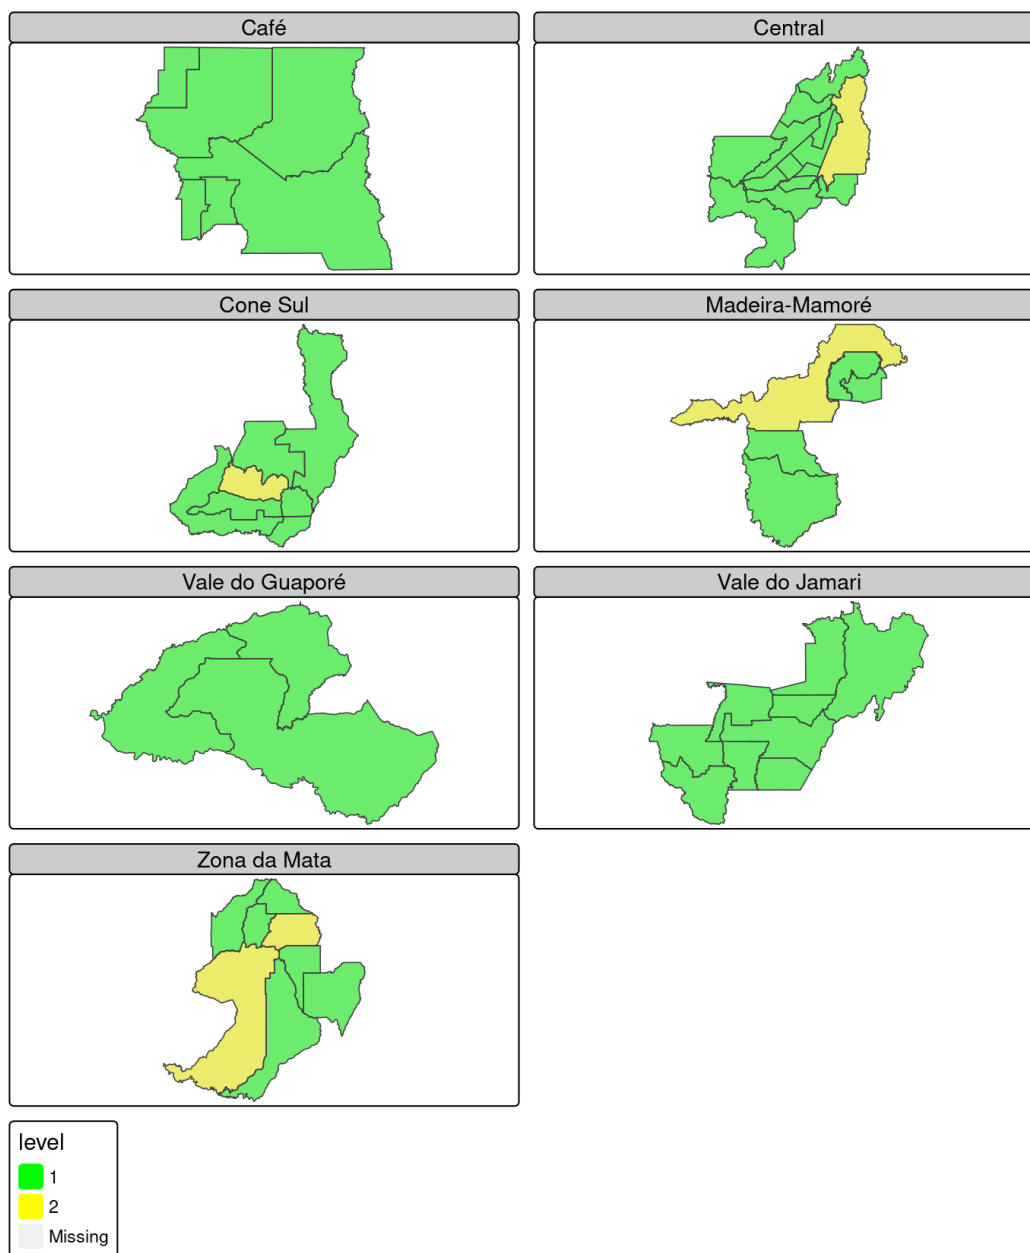 Café
Central
Cone Sul
Madeira-Mamoré
Vale do Guaporé
Vale do Jamari
Zona da Mata
level
1
2
Missing